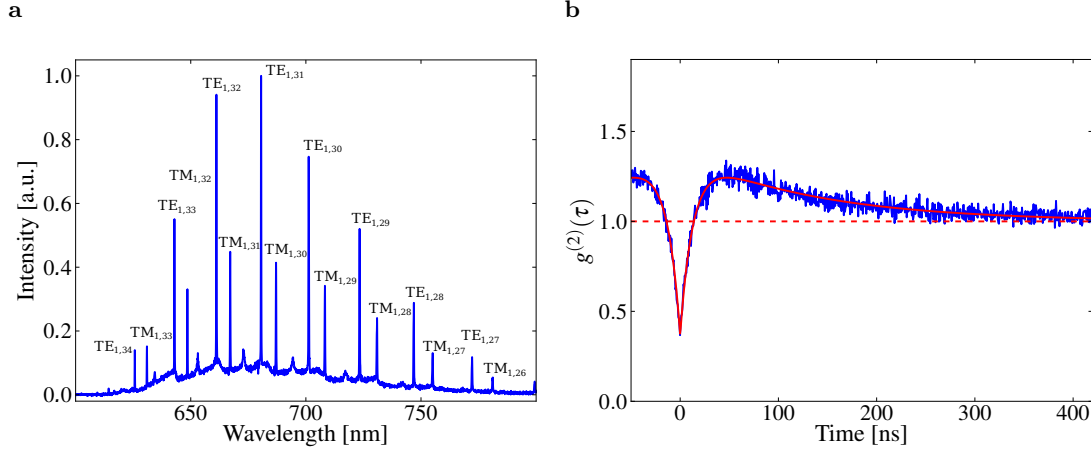 a
b
Intensity [a.u.]
1.0
0.8
0.6
0.4
0.2
0.0
TE1,34
TM1,33
TE1,33
TM1,32
TE1,32
TM1,31
TE1,31
TM1,30
TE1,30
TM1,29
TE1,29
TM1,28
TE1,28
TM1,27
TE1,27
TM1,26
650
700
750
Wavelength [nm]
g(2)(τ)
1.5
1.0
0.5
0.0
0
100
200
300
400
Time [ns]